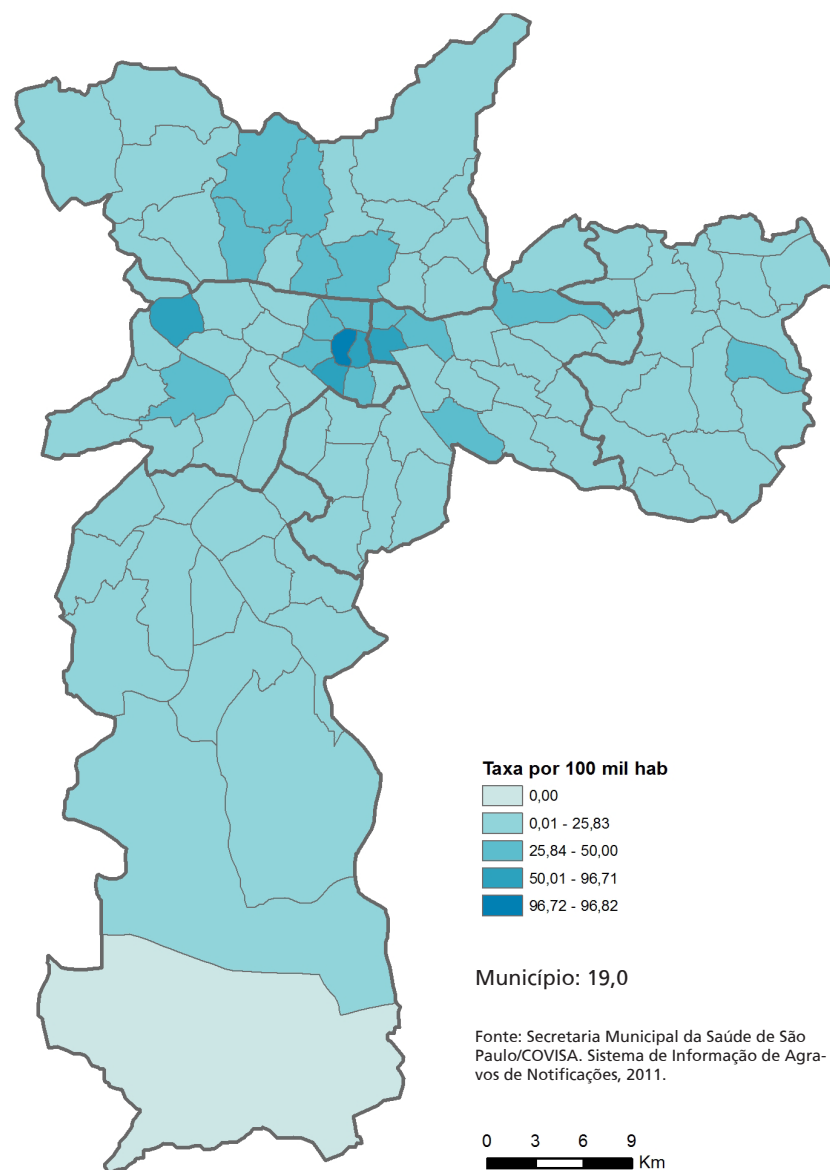 Taxa por 100 mil hab
0,00
0,01 - 25,83
25,84 - 50,00
50,01 - 96,71
96,72 - 96,82
Município: 19,0
Fonte: Secretaria Municipal da Saúde de São
Paulo/COVISA. Sistema de Informação de Agra-
vos de Notificações, 2011.
0 3 6 9
Km